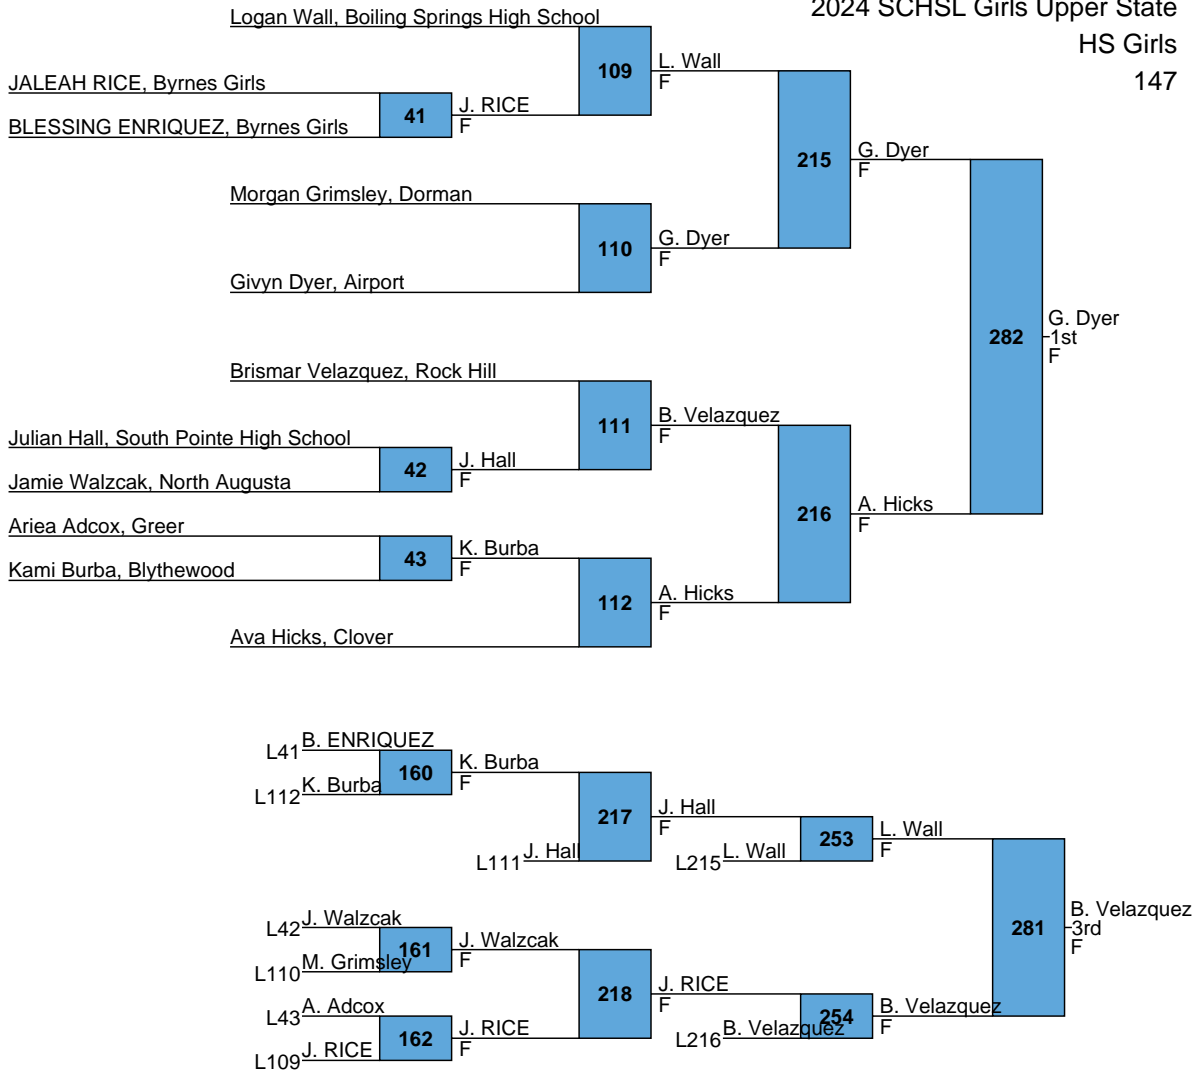 2024 SCHSL Girls Upper State
HS Girls
147
Logan Wall, Boiling Springs High School
109
L. Wall
F
JALEAH RICE, Byrnes Girls
41
J. RICE
F
BLESSING ENRIQUEZ, Byrnes Girls
215
G. Dyer
F
Morgan Grimsley, Dorman
110
G. Dyer
F
Givyn Dyer, Airport
282
G. Dyer
1st
F
Brismar Velazquez, Rock Hill
111
B. Velazquez
F
Julian Hall, South Pointe High School
42
J. Hall
F
Jamie Walzcak, North Augusta
216
A. Hicks
F
Ariea Adcox, Greer
43
K. Burba
F
Kami Burba, Blythewood
112
A. Hicks
F
Ava Hicks, Clover
L41 B. ENRIQUEZ
160
K. Burba
F
L112 K. Burba
217
J. Hall
F
L111 J. Hall
253
L. Wall
F
L215 L. Wall
281
B. Velazquez
3rd
F
L42 J. Walzcak
161
J. Walzcak
F
L110 M. Grimsley
218
J. RICE
F
L43 A. Adcox
162
J. RICE
F
L109 J. RICE
254
B. Velazquez
F
L216 B. Velazquez